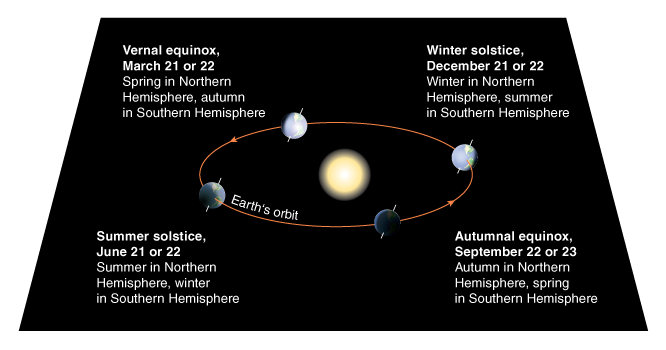 Vernal equinox,
March 21 or 22
Spring in Northern
Hemisphere, autumn
in Southern Hemisphere
Winter solstice,
December 21 or 22
Winter in Northern
Hemisphere, summer
in Southern Hemisphere
Earth's orbit
Summer solstice,
June 21 or 22
Summer in Northern
Hemisphere, winter
in Southern Hemisphere
Autumnal equinox,
September 22 or 23
Autumn in Northern
Hemisphere, spring
in Southern Hemisphere